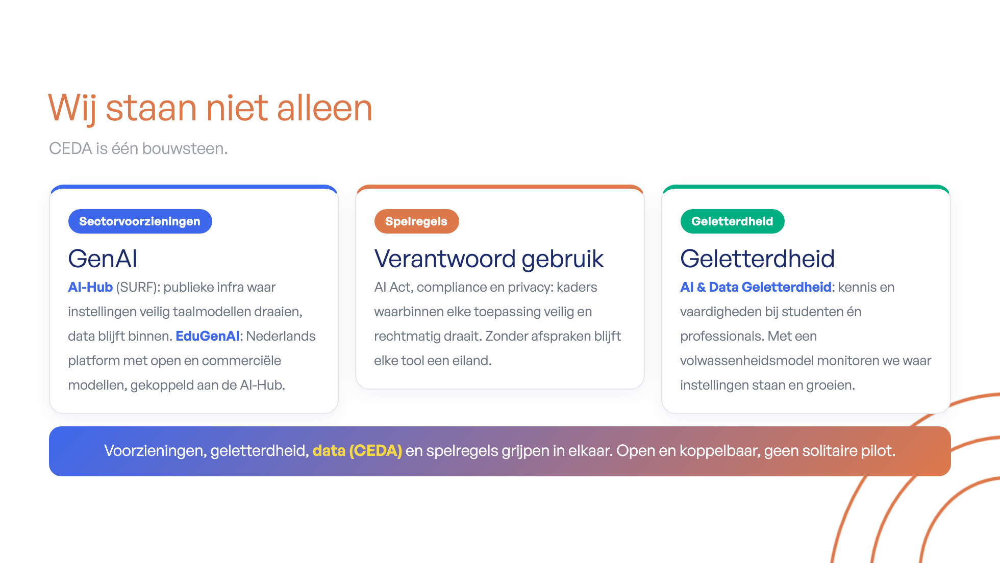 Wij staan niet alleen
CEDA is één bouwsteen.
Sectorvoorzieningen
GenAI
AI-Hub (SURF): publieke infra waar
instellingen veilig taalmodellen draaien,
data blijft binnen. EduGenAI: Nederlands
platform met open en commerciële
modellen, gekoppeld aan de AI-Hub.
Spelregels
Verantwoord gebruik
AI Act, compliance en privacy: kaders
waarbinnen elke toepassing veilig en
rechtmatig draait. Zonder afspraken blijft
elke tool een eiland.
Geletterdheid
Geletterdheid
AI & Data Geletterdheid: kennis en
vaardigheden bij studenten én
professionals. Met een
volwassenheidsmodel monitoren we waar
instellingen staan en groeien.
Voorzieningen, geletterdheid, data (CEDA) en spelregels grijpen in elkaar. Open en koppelbaar, geen solitaire pilot.